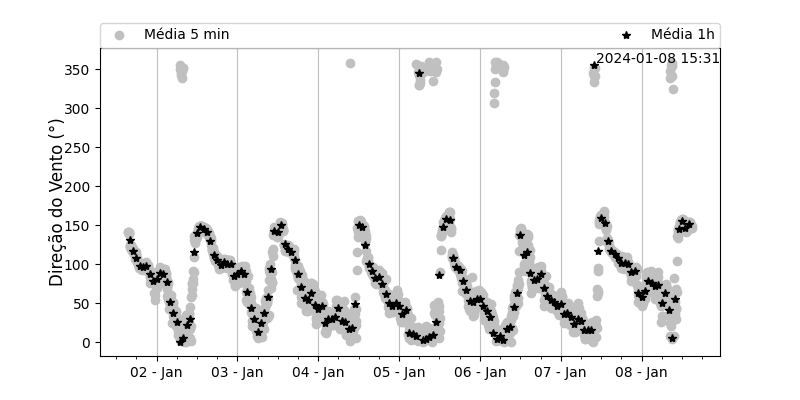 Média 5 min
Média 1h
2024-01-08 15:31
Direção do Vento (°)
350
300
250
200
150
100
50
0
02 - Jan
03 - Jan
04 - Jan
05 - Jan
06 - Jan
07 - Jan
08 - Jan